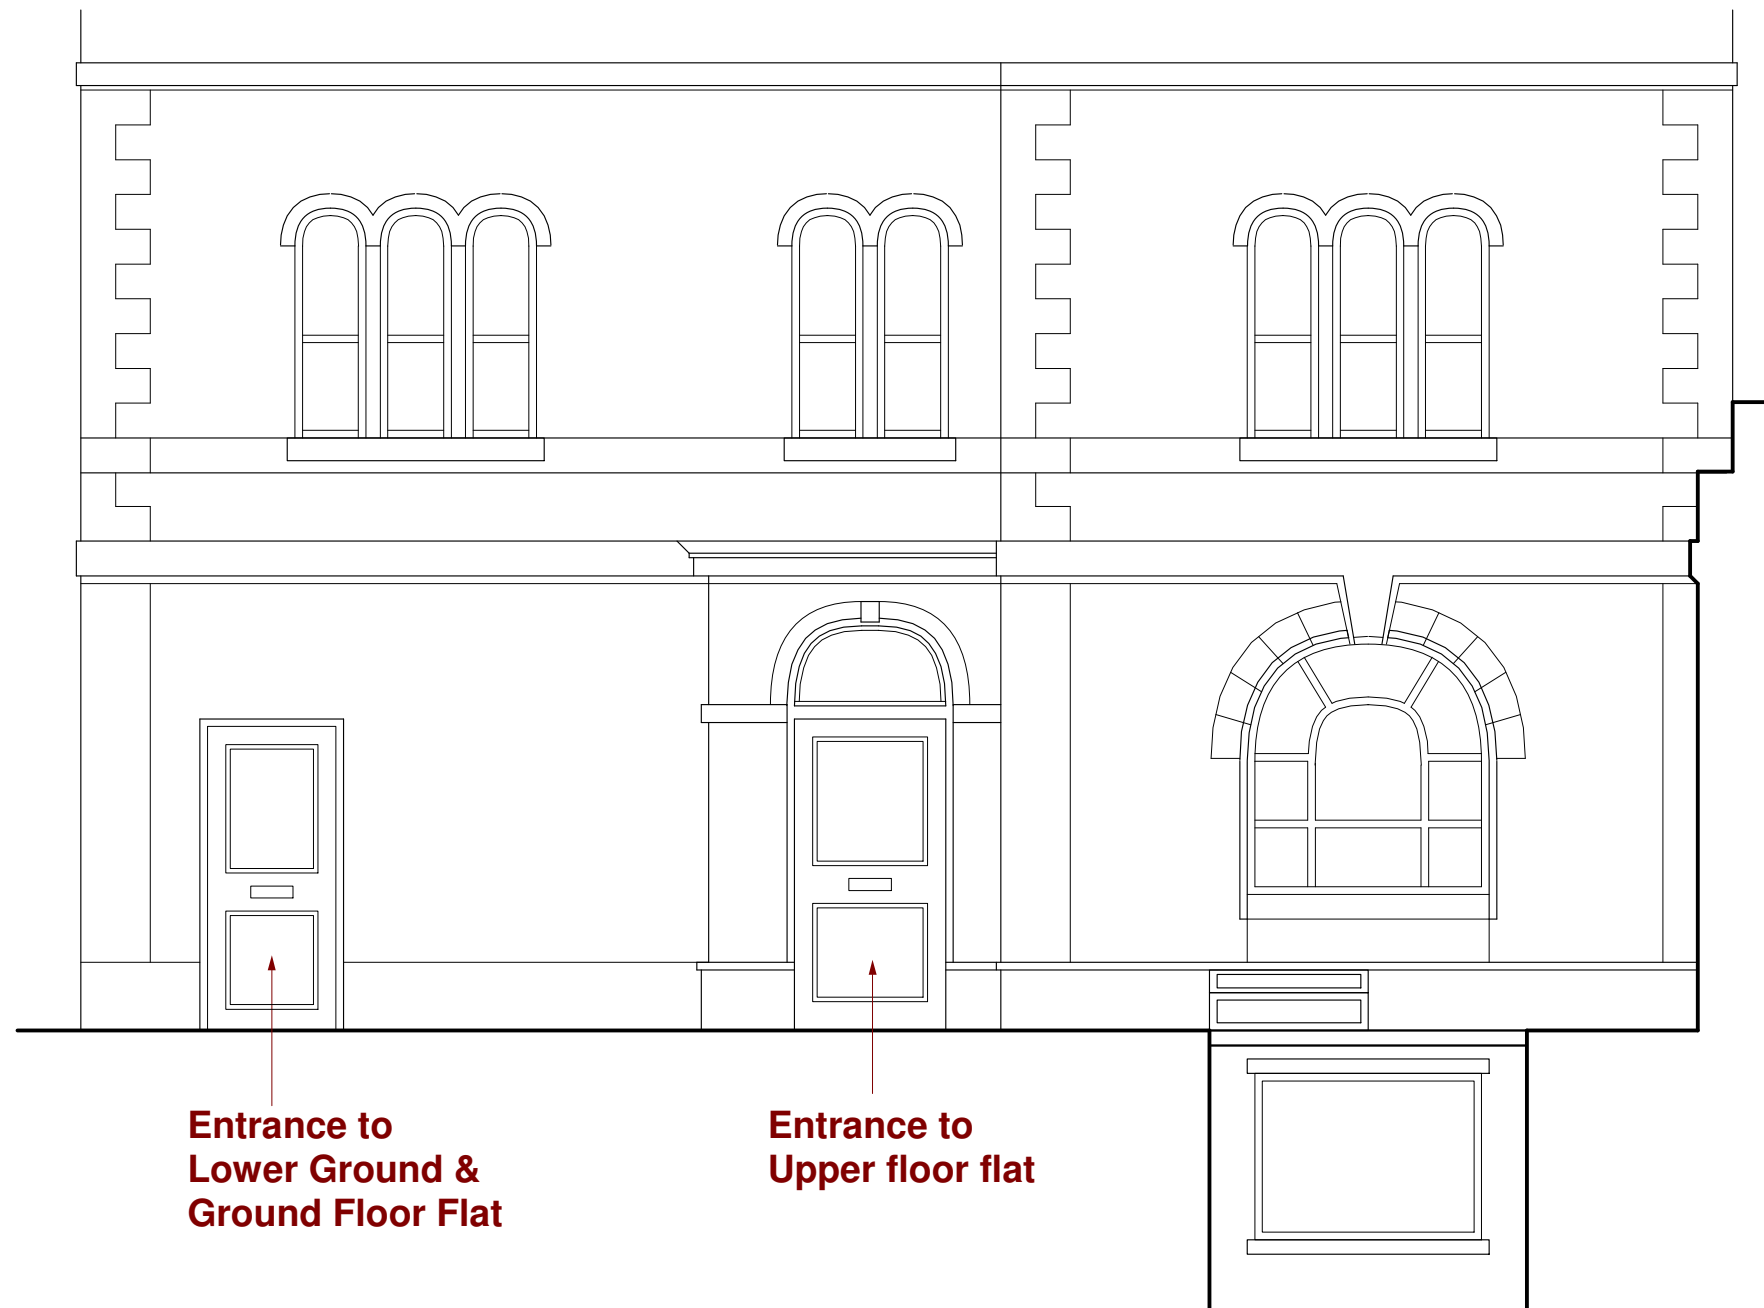 Entrance to
Lower Ground &
Ground Floor Flat
Entrance to
Upper floor flat